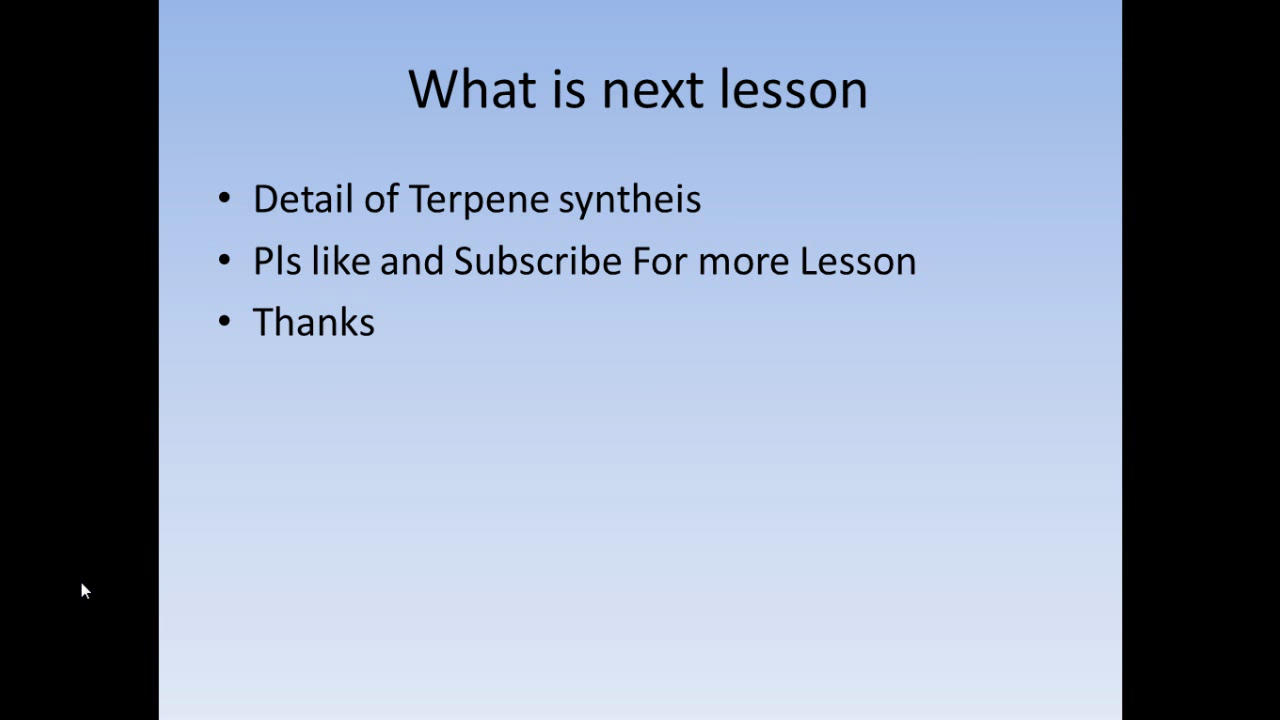 What is next lesson
• Detail of Terpene syntheis
• Pls like and Subscribe For more Lesson
• Thanks